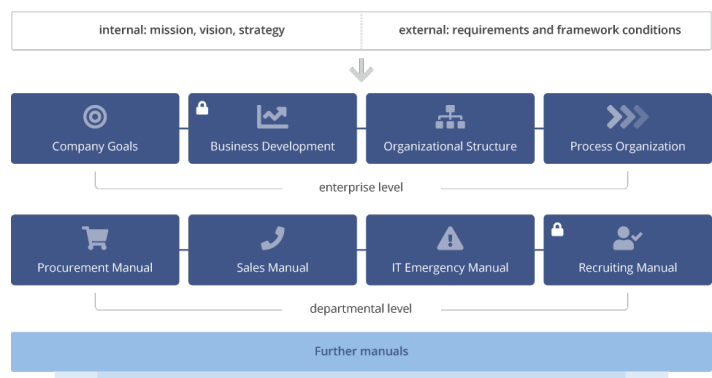 internal: mission, vision, strategy
external: requirements and framework conditions
Company Goals
Business Development
Organizational Structure
Process Organization
enterprise level
Procurement Manual
Sales Manual
IT Emergency Manual
Recruiting Manual
departmental level
Further manuals